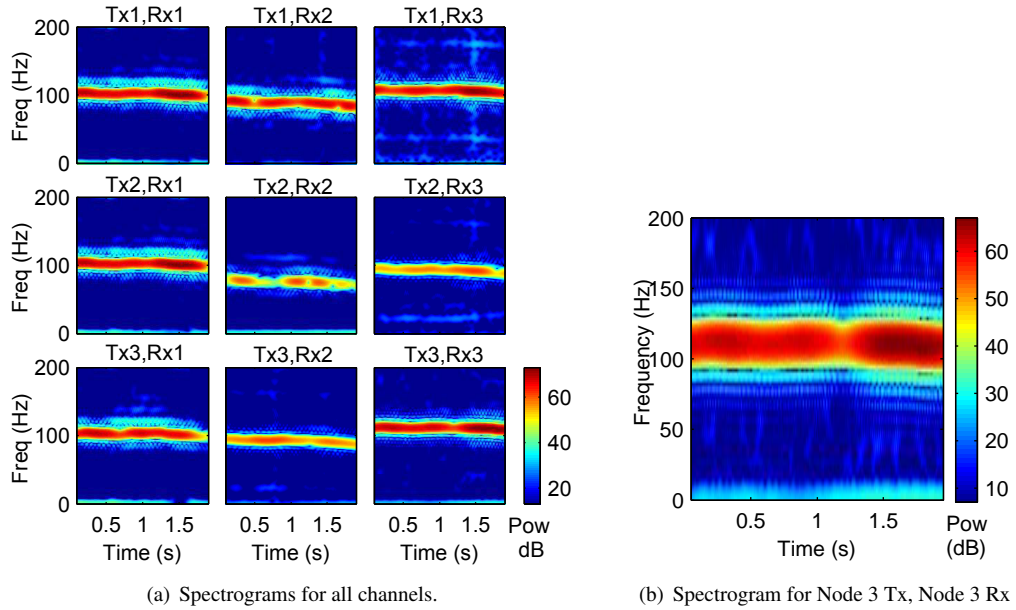 Tx1,Rx1 Tx1,Rx2 Tx1,Rx3
200
100
0
Freq (Hz)
Tx2,Rx1 Tx2,Rx2 Tx2,Rx3
200
100
0
Freq (Hz)
Tx3,Rx1 Tx3,Rx2 Tx3,Rx3
200
100
0
Freq (Hz)
0.5 1 1.5 0.5 1 1.5 0.5 1 1.5
Time (s) Time (s) Time (s)
60
40
20
Pow
dB
(a) Spectrograms for all channels.
200
150
100
50
0
Frequency (Hz)
0.5 1 1.5
Time (s)
60
50
40
30
20
10
Pow
(dB)
(b) Spectrogram for Node 3 Tx, Node 3 Rx